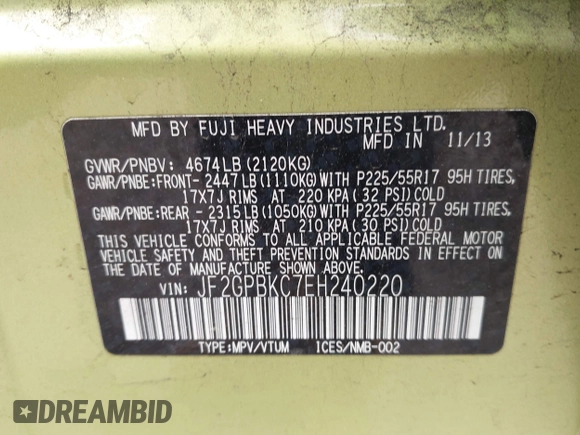 MFD BY FUJI HEAVY INDUSTRIES LTD.
MFD IN 11/13
GVWR/PNBV: 4674LB(2120KG)
GAWR/PNBE:FRONT- 2447LB(1110KG)WITH P225/55R17 95H TIRES,
17X7J RIMS AT 220 KPA(32 PSI)COLD
GAWR/PNBE:REAR - 2315LB(1050KG)WITH P225/55R17 95H TIRES,
17X7J RIMS AT 210 KPA(30 PSI)COLD
THIS VEHICLE CONFORMS TO ALL APPLICABLE FEDERAL MOTOR
VEHICLE SAFETY, BUMPER, AND THEFT PREVENTION STANDARDS IN EFFECT
ON THE DATE OF MANUFACTURE SHOWN ABOVE.
VIN: JF2GPBKC7EH240220
TYPE:MPV/VTUM ICES/NMB-002
DREAMBID